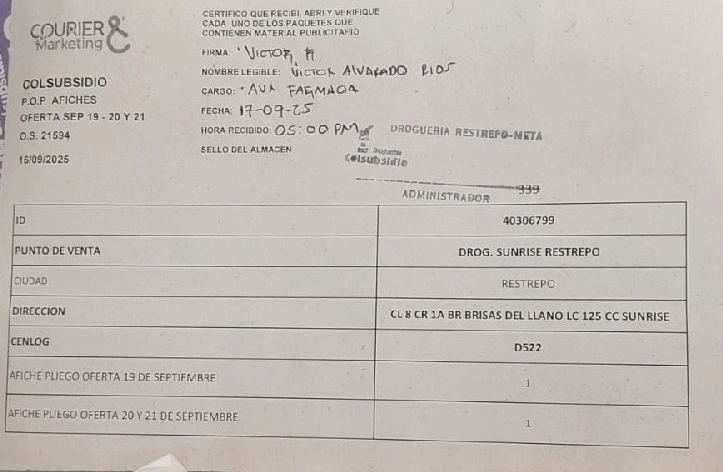 COURIER &
Marketing
COLSUBSIDIO
P.O.P AFICHES
OFERTA SEP 19 - 20 Y 21
O.S. 21594
16/09/2025
CERTIFICO QUE RECIBI, ABRI Y VERIFIQUE
CADA UNO DE LOS PAQUETES QUE
CONTIENEN MATERIAL PUBLICITARIO
FIRMA: VICTOR A
NOMBRE LEGIBLE: VICTOR ALVARADO RIOS
CARGO: AUX FARMACIA
FECHA: 17-09-25
HORA RECIBIDO: 05:00 PM
SELLO DEL ALMACEN
DROGUERIA RESTREPO-META
Colsubsidio
ADMINISTRADOR 939
ID 40306799
PUNTO DE VENTA DROG. SUNRISE RESTREPO
CIUDAD RESTREPO
DIRECCION CL 8 CR 1A BR BRISAS DEL LLANO LC 125 CC SUNRISE
CENLOG D522
AFICHE PLIEGO OFERTA 19 DE SEPTIEMBRE 1
AFICHE PLIEGO OFERTA 20 Y 21 DE SEPTIEMBRE 1